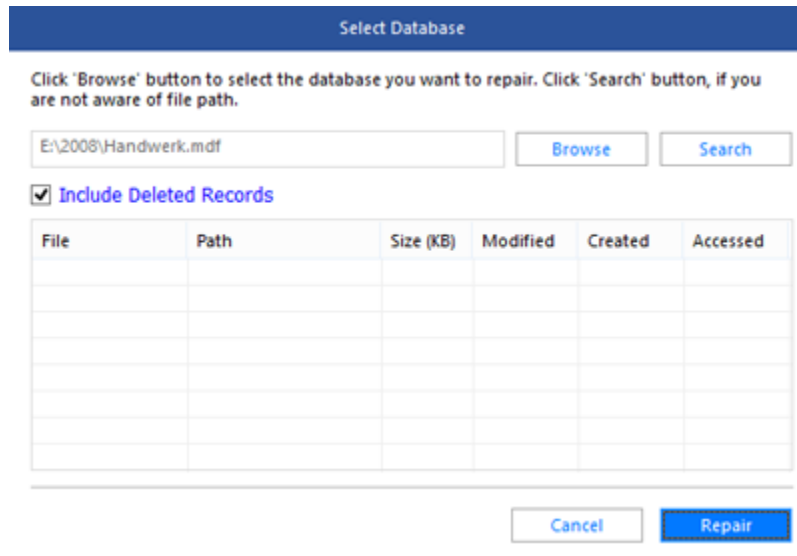 Select Database
Click 'Browse' button to select the database you want to repair. Click 'Search' button, if you
are not aware of file path.
E:\2008\Handwerk.mdf Browse Search
Include Deleted Records
File Path Size (KB) Modified Created Accessed
Cancel Repair